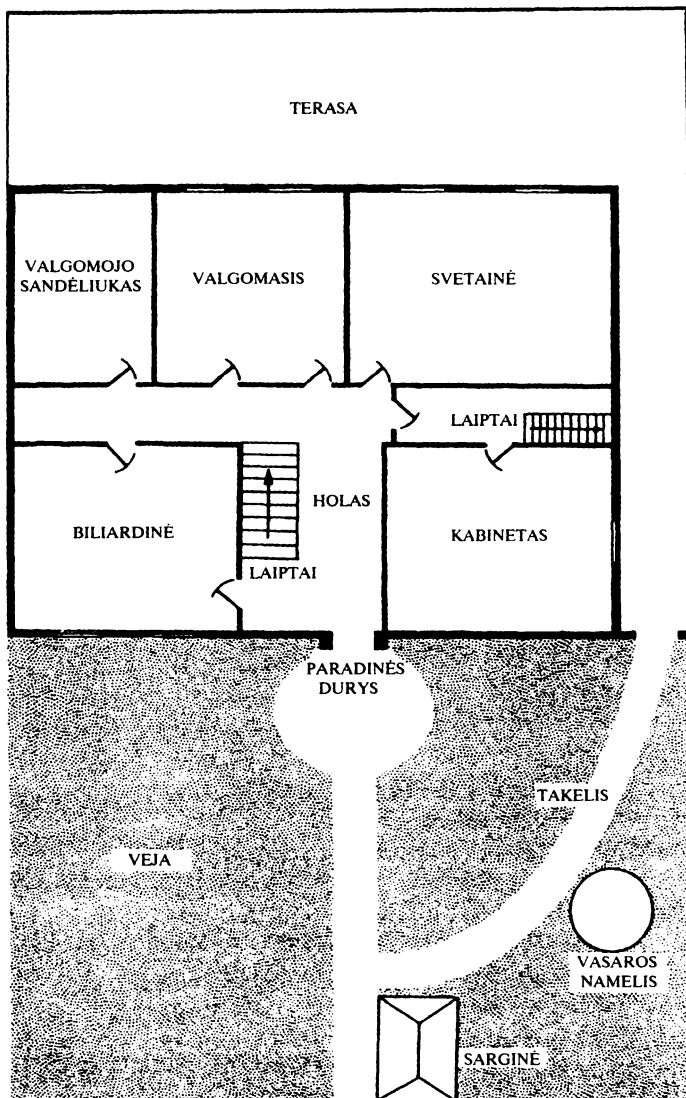 TERASA
VALGOMOJO
SANDĖLIUKAS
VALGOMASIS
SVETAINĖ
LAIPTAI
HOLAS
BILIARDINĖ
KABINETAS
LAIPTAI
PARADINĖS
DURYS
TAKELIS
VEJA
VASAROS
NAMELIS
SARGINĖ